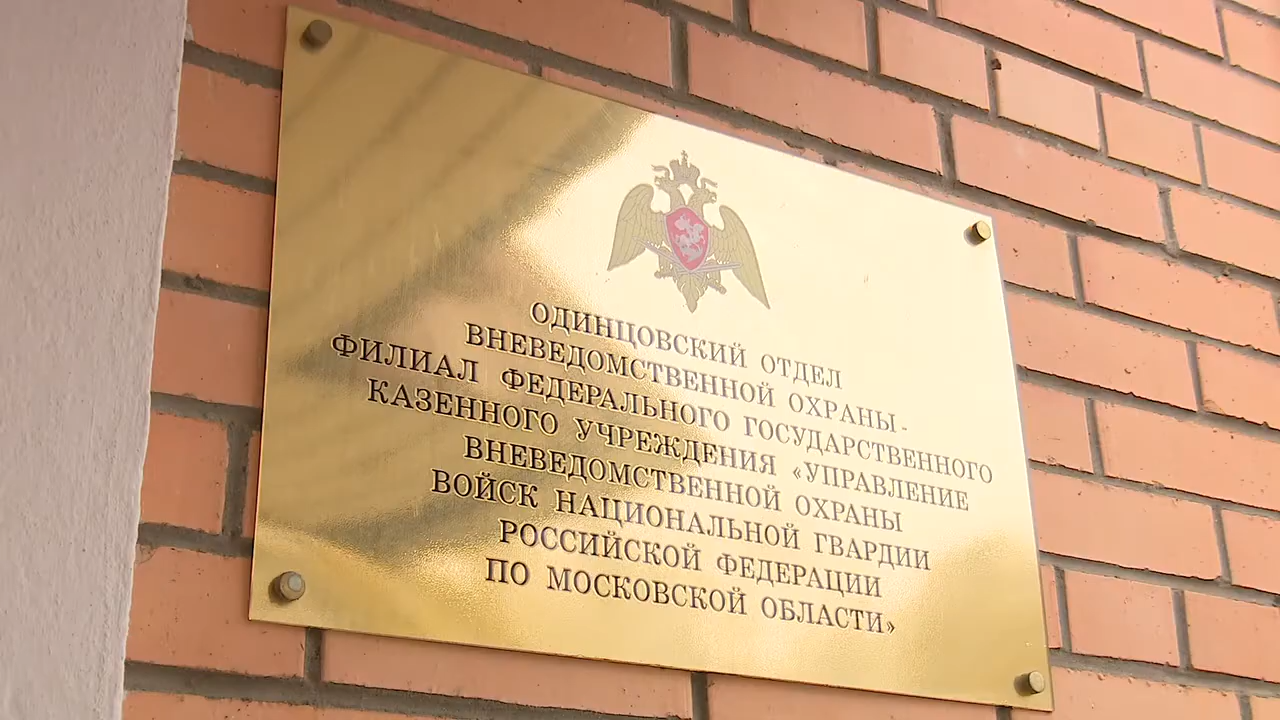 ОДИНЦОВСКИЙ ОТДЕЛ
ВНЕВЕДОМСТВЕННОЙ ОХРАНЫ-
ФИЛИАЛ ФЕДЕРАЛЬНОГО ГОСУДАРСТВЕННОГО
КАЗЕННОГО УЧРЕЖДЕНИЯ «УПРАВЛЕНИЕ
ВНЕВЕДОМСТВЕННОЙ ОХРАНЫ
ВОЙСК НАЦИОНАЛЬНОЙ ГВАРДИИ
РОССИЙСКОЙ ФЕДЕРАЦИИ
ПО МОСКОВСКОЙ ОБЛАСТИ»